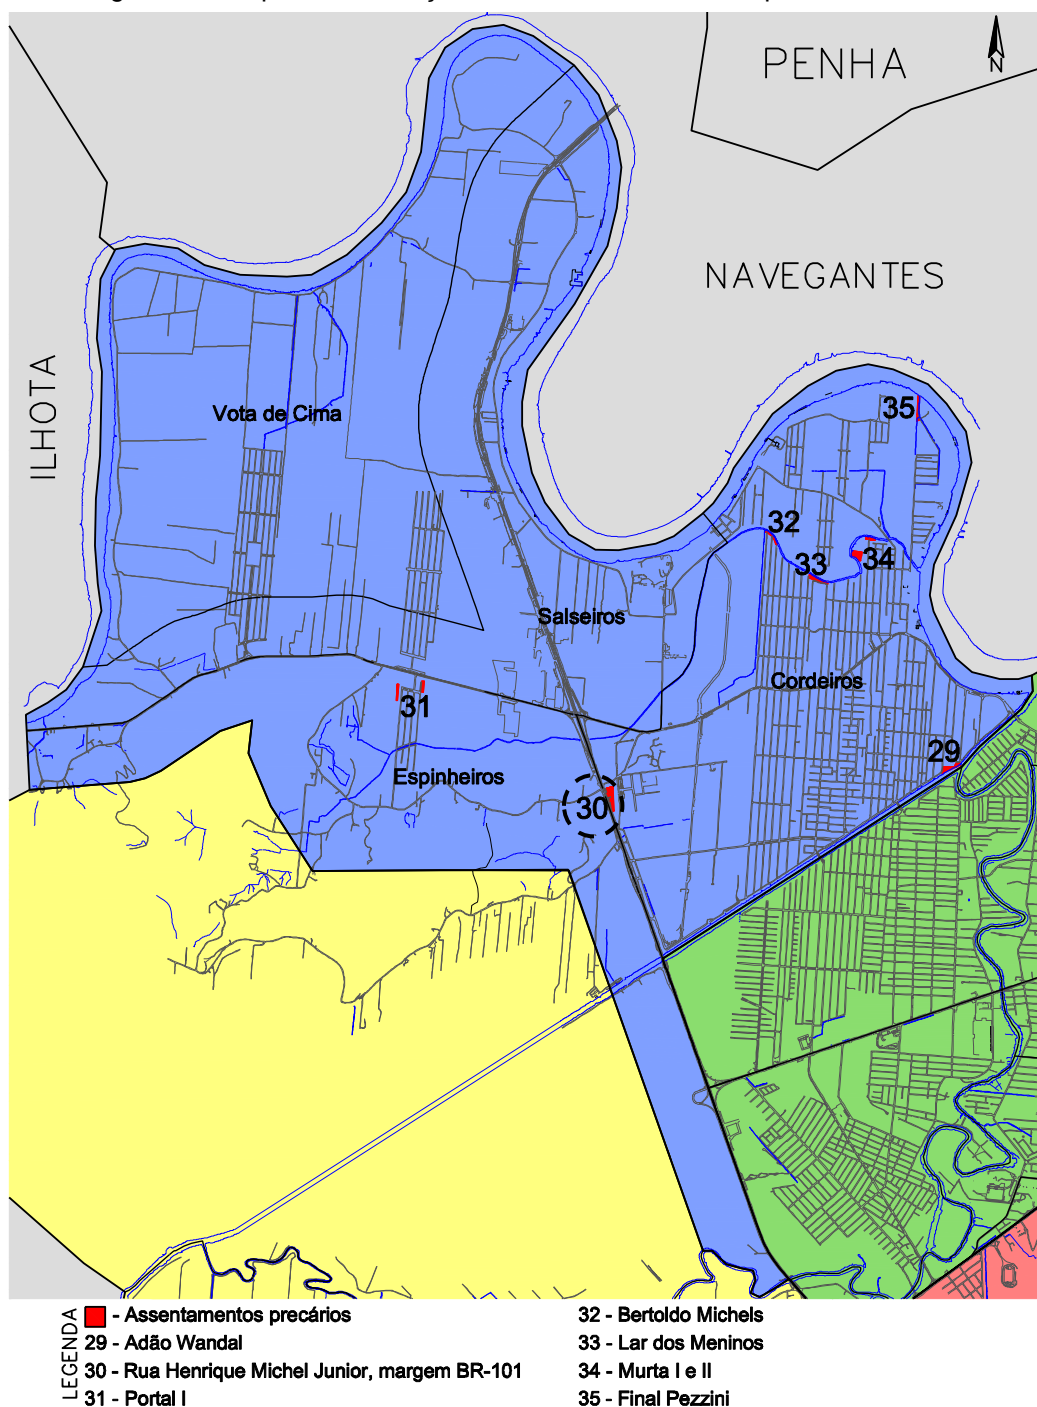 PENHA
N
NAVEGANTES
ILHOTA
Vota de Cima
35
32
34
33
Salseiros
Cordeiros
31
29
Espinheiros
30
LEGENDA
- Assentamentos precários
29 - Adão Wandal
30 - Rua Henrique Michel Junior, margem BR-101
31 - Portal I
32 - Bertoldo Michels
33 - Lar dos Meninos
34 - Murta I e II
35 - Final Pezzini